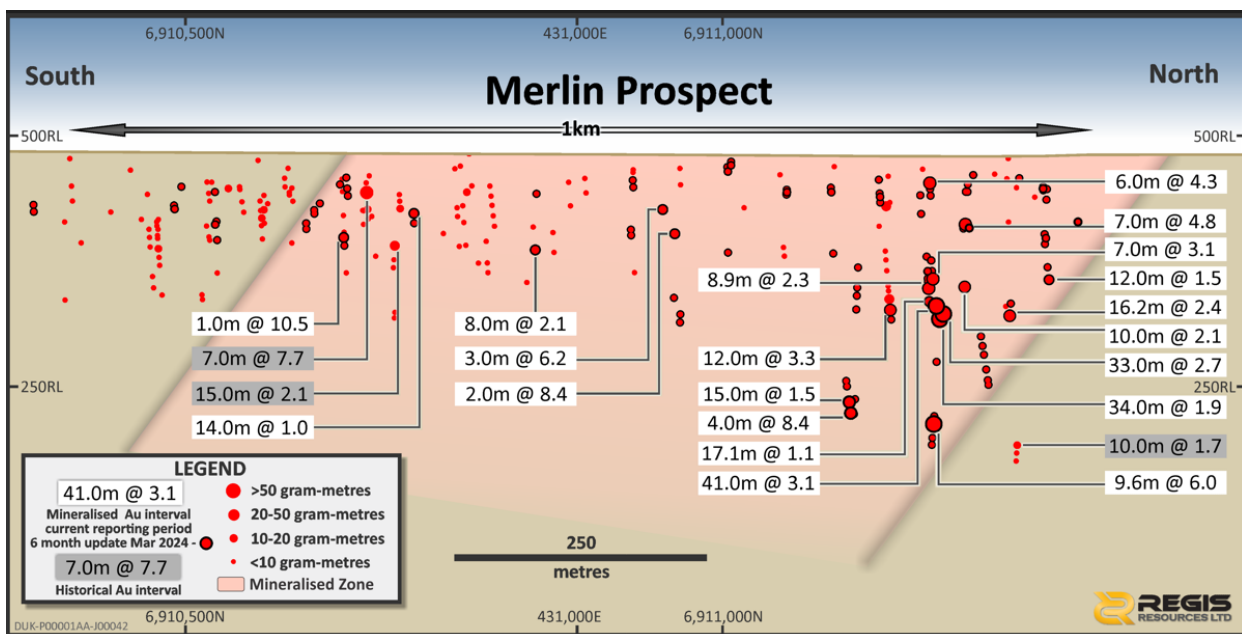 6,910,500N
431,000E
6,911,000N
South
North
Merlin Prospect
1km
500RL
500RL
6.0m @ 4.3
7.0m @ 4.8
7.0m @ 3.1
8.9m @ 2.3
12.0m @ 1.5
16.2m @ 2.4
1.0m @ 10.5
8.0m @ 2.1
10.0m @ 2.1
7.0m @ 7.7
3.0m @ 6.2
12.0m @ 3.3
33.0m @ 2.7
250RL
250RL
15.0m @ 2.1
2.0m @ 8.4
15.0m @ 1.5
34.0m @ 1.9
14.0m @ 1.0
4.0m @ 8.4
17.1m @ 1.1
10.0m @ 1.7
41.0m @ 3.1
9.6m @ 6.0
LEGEND
41.0m @ 3.1
Mineralised Au interval
current reporting period
6 month update Mar 2024 -
7.0m @ 7.7
Historical Au interval
>50 gram-metres
20-50 gram-metres
10-20 gram-metres
<10 gram-metres
Mineralised Zone
250
metres
REGIS
RESOURCES LTD
DUK-P00001AA-J00042
6,910,500N
431,000E
6,911,000N